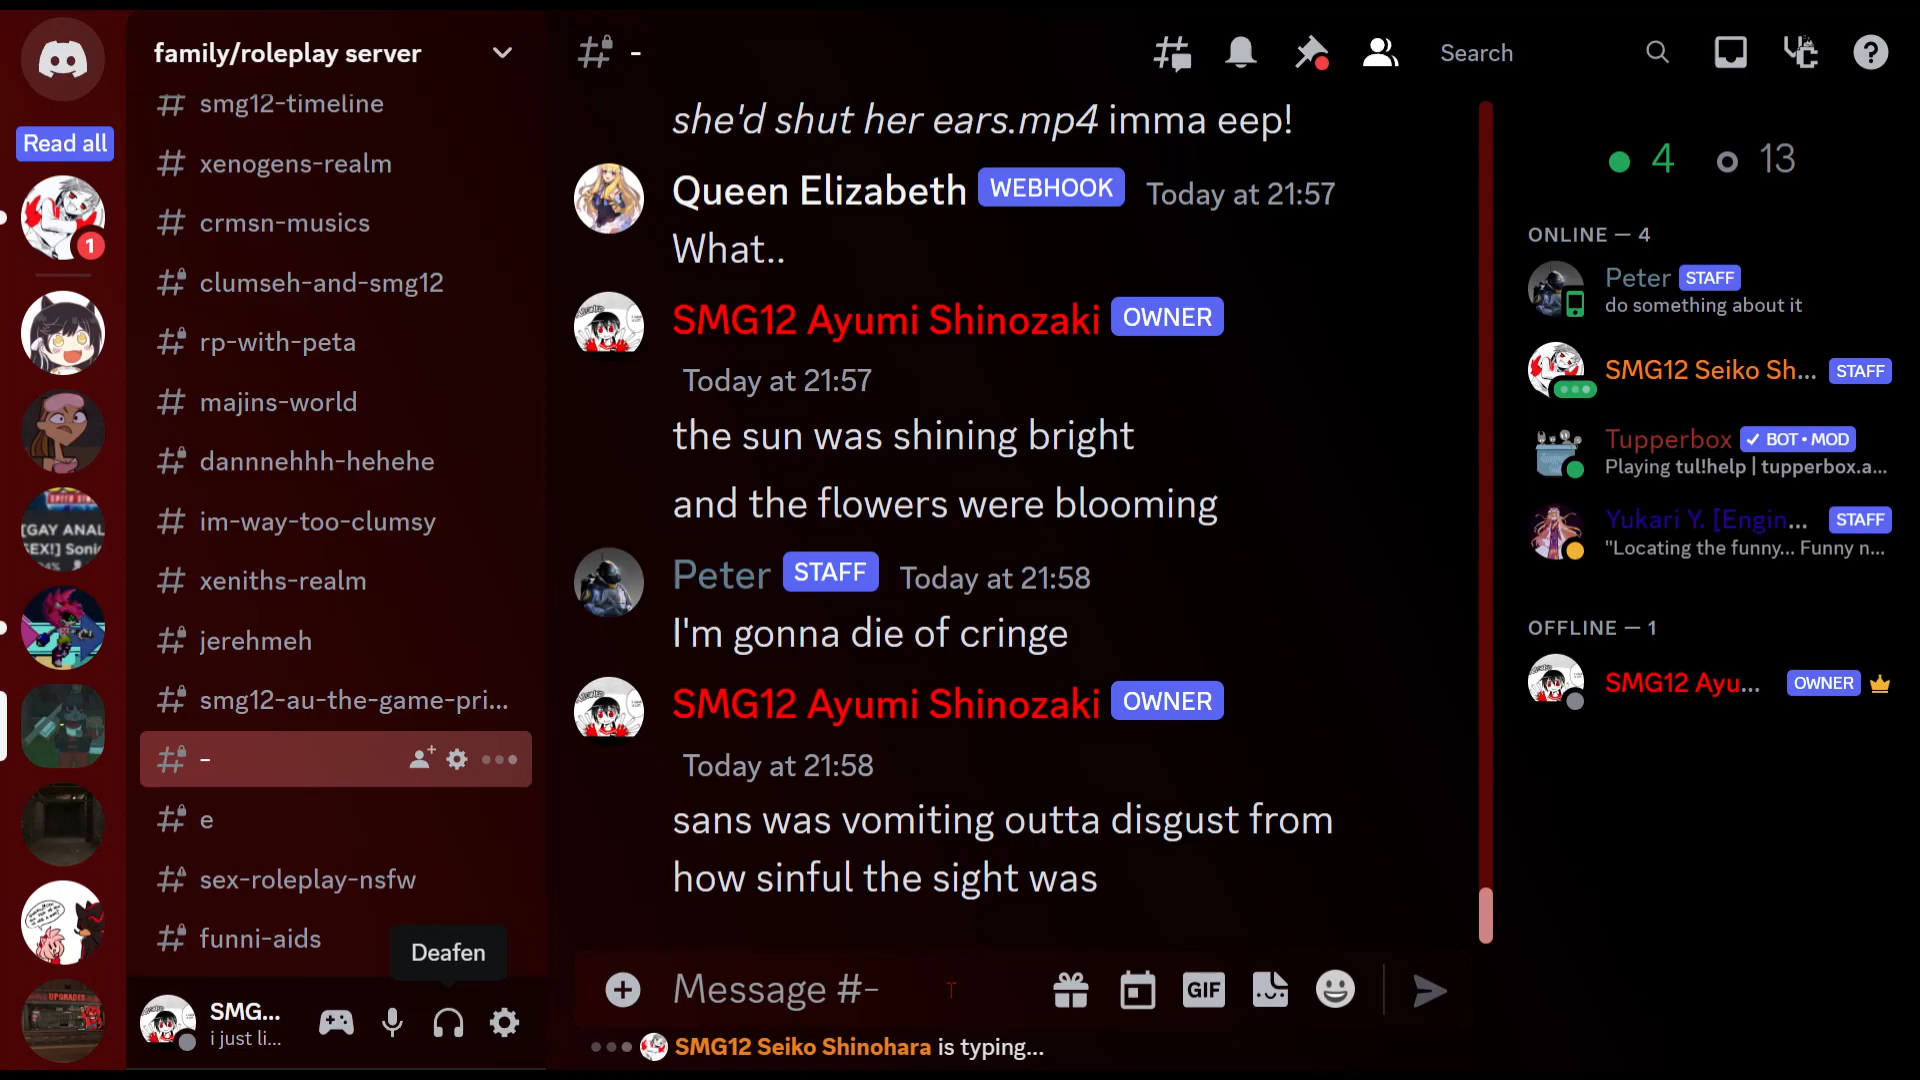 family/roleplay server
Read all
1
smg12-timeline
xenogens-realm
crmsn-musics
clumseh-and-smg12
rp-with-peta
majins-world
dannnehhh-hehehe
im-way-too-clumsy
xeniths-realm
jerehmeh
smg12-au-the-game-pri...
-
e
sex-roleplay-nsfw
funni-aids
Deafen
SMG...
i just li...
[GAY ANAL
SEX!] Soni
UPGRADES
-
Search
she'd shut her ears.mp4 imma eep!
Queen Elizabeth WEBHOOK Today at 21:57
What..
SMG12 Ayumi Shinozaki OWNER
Today at 21:57
the sun was shining bright
and the flowers were blooming
Peter STAFF Today at 21:58
I'm gonna die of cringe
SMG12 Ayumi Shinozaki OWNER
Today at 21:58
sans was vomiting outta disgust from
how sinful the sight was
Message #-
GIF
SMG12 Seiko Shinohara is typing...
4 13
ONLINE — 4
Peter STAFF
do something about it
SMG12 Seiko Sh... STAFF
Tupperbox ✓ BOT • MOD
Playing tul!help | tupperbox.a...
Yukari Y. [Engin... STAFF
"Locating the funny... Funny n...
OFFLINE — 1
SMG12 Ayu... OWNER